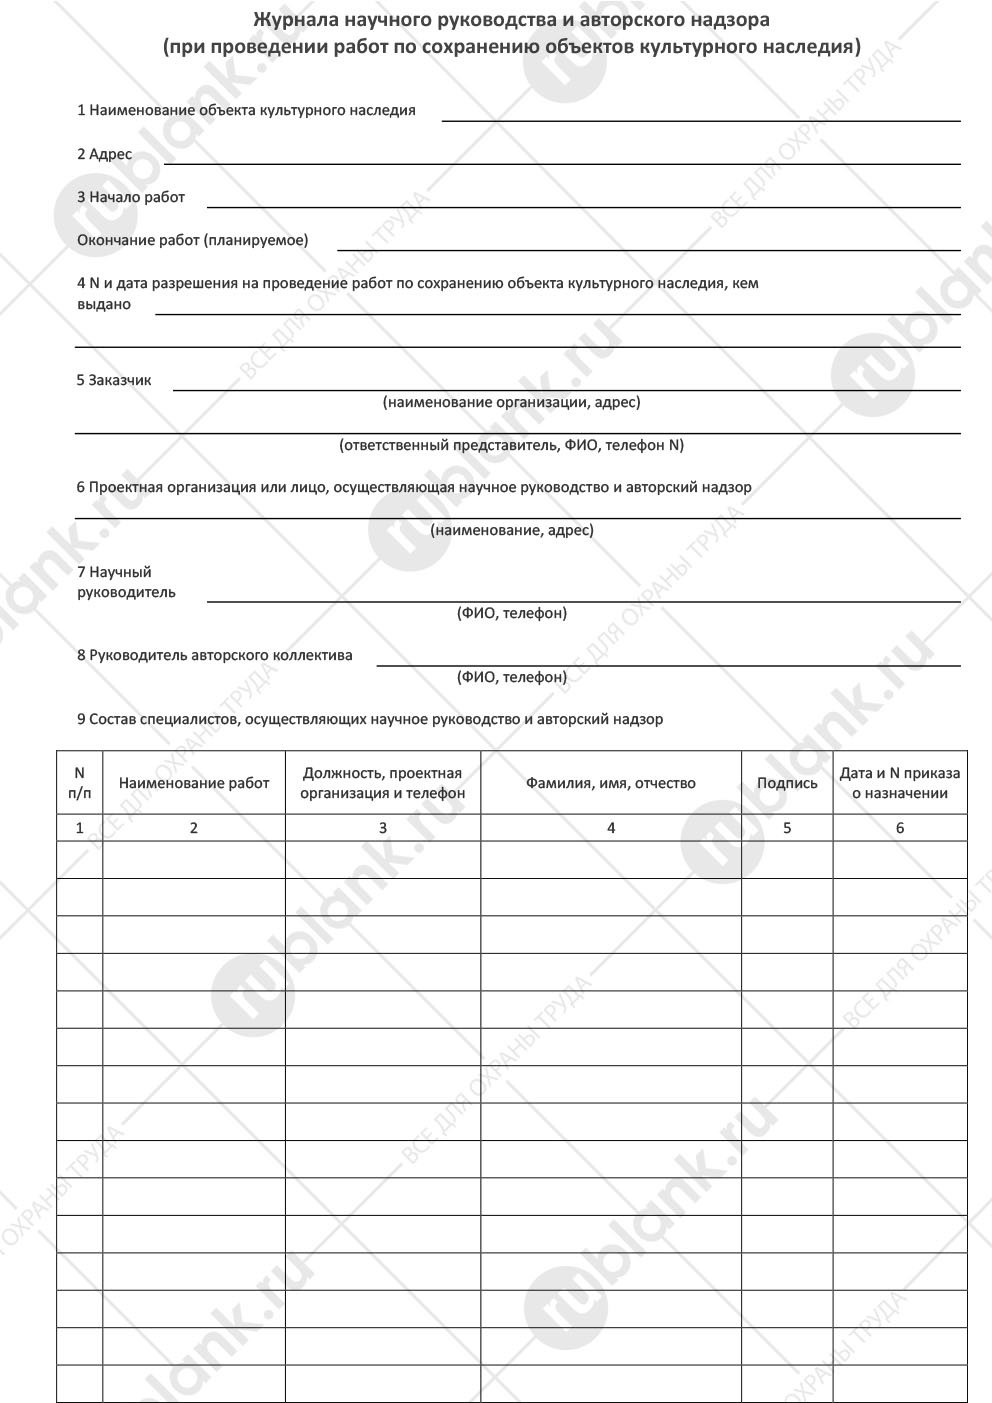 Журнала научного руководства и авторского надзора
(при проведении работ по сохранению объектов культурного наследия)
1 Наименование объекта культурного наследия
2 Адрес
3 Начало работ
Окончание работ (планируемое)
4 N и дата разрешения на проведение работ по сохранению объекта культурного наследия, кем
выдано
5 Заказчик
(наименование организации, адрес)
(ответственный представитель, ФИО, телефон N)
6 Проектная организация или лицо, осуществляющая научное руководство и авторский надзор
(наименование, адрес)
7 Научный
руководитель
(ФИО, телефон)
8 Руководитель авторского коллектива
(ФИО, телефон)
9 Состав специалистов, осуществляющих научное руководство и авторский надзор
N п/п | Наименование работ | Должность, проектная организация и телефон | Фамилия, имя, отчество | Подпись | Дата и N приказа о назначении
1 2 3 4 5 6
rublank.ru
ВСЕ ДЛЯ ОХРАНЫ ТРУДА